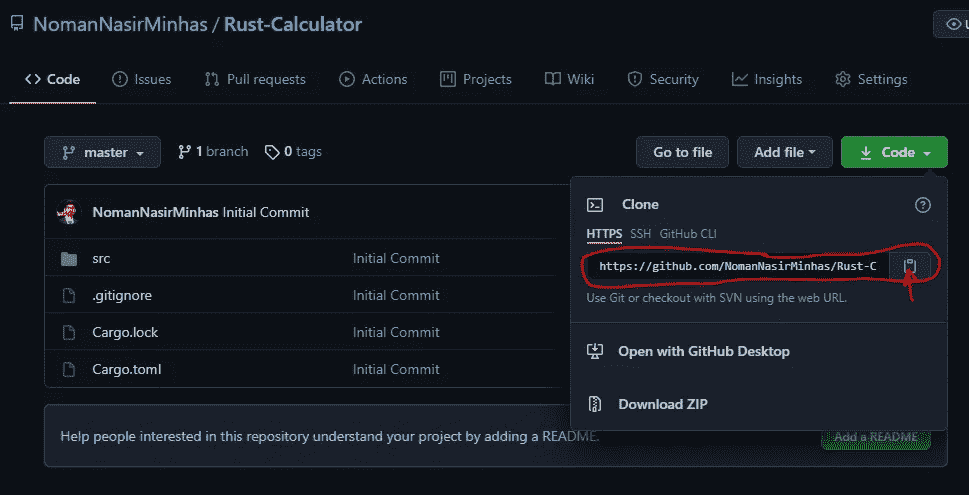 NomanNasirMinhas / Rust-Calculator
Code Issues Pull requests Actions Projects Wiki Security Insights Settings
master 1 branch 0 tags Go to file Add file Code
NomanNasirMinhas Initial Commit
src Initial Commit
.gitignore Initial Commit
Cargo.lock Initial Commit
Cargo.toml Initial Commit
Clone
HTTPS SSH GitHub CLI
https://github.com/NomanNasirMinhas/Rust-C
Use Git or checkout with SVN using the web URL.
Open with GitHub Desktop
Download ZIP
Help people interested in this repository understand your project by adding a README.
Add a README